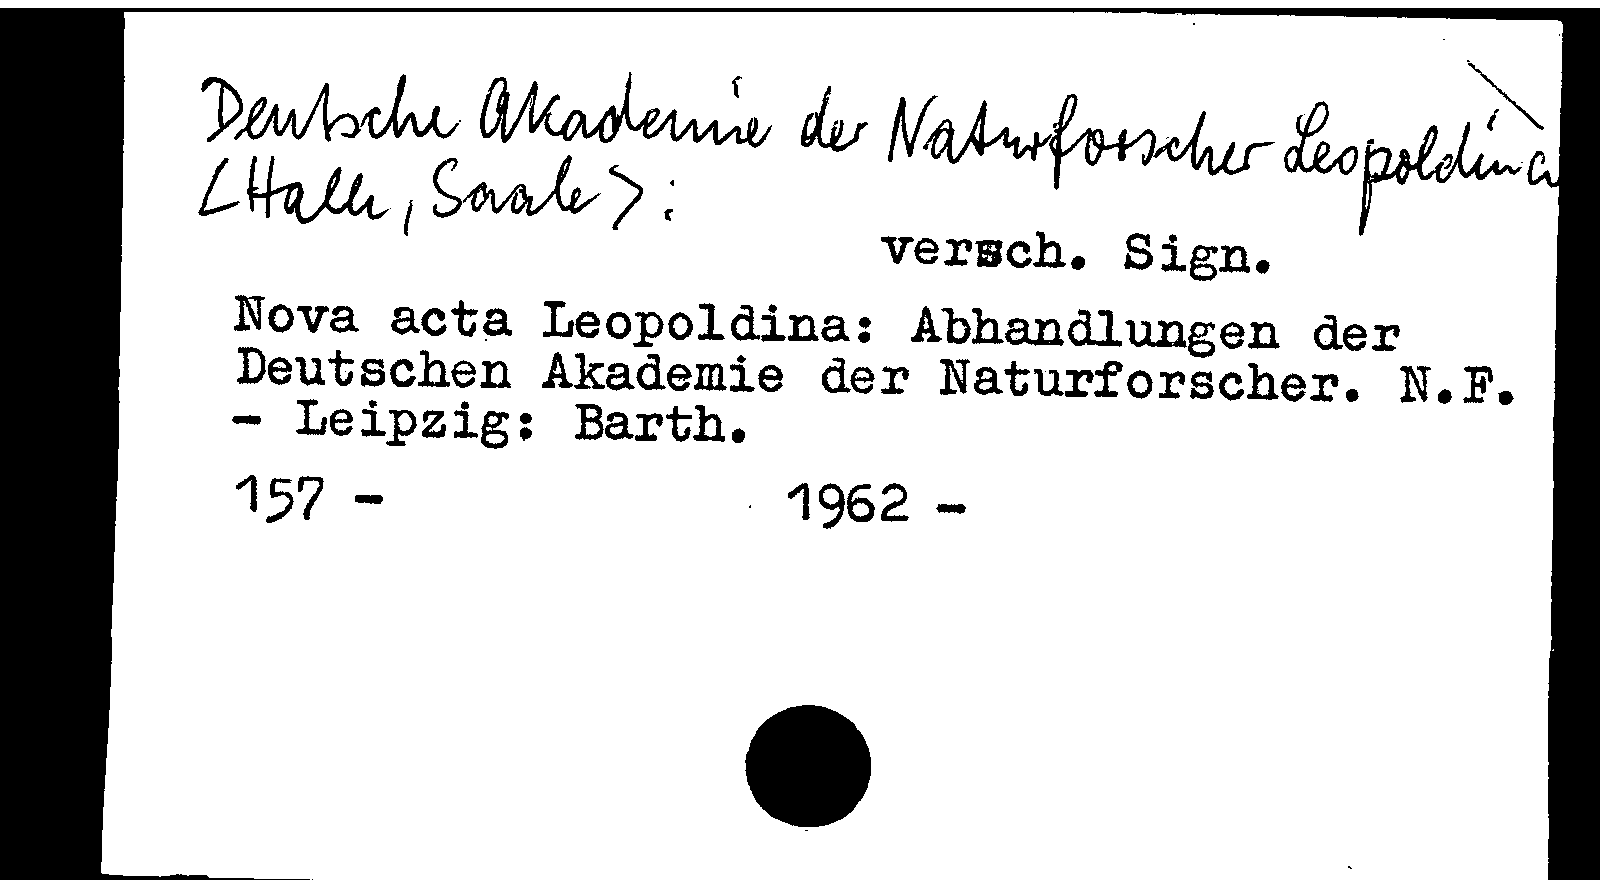 Deutsche Akademie der Naturforscher Leopoldina
<Halle, Saale>:
versch. Sign.
Nova acta Leopoldina: Abhandlungen der
Deutschen Akademie der Naturforscher. N.F.
- Leipzig: Barth.
157 - 1962 -